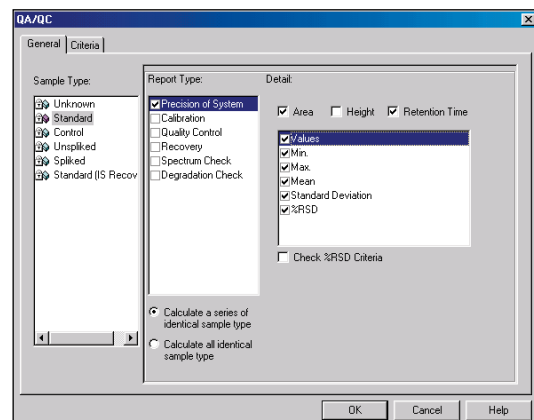 QA/QC
General
Criteria
Sample Type:
Unknown
Standard
Control
Unspliked
Spliked
Standard (IS Recov
Report Type:
Precision of System
Calibration
Quality Control
Recovery
Spectrum Check
Degradation Check
Calculate a series of
identical sample type
Calculate all identical
sample type
Detail:
Area
Height
Retention Time
Values
Min.
Max.
Mean
Standard Deviation
%RSD
Check %RSD Criteria
OK
Cancel
Help